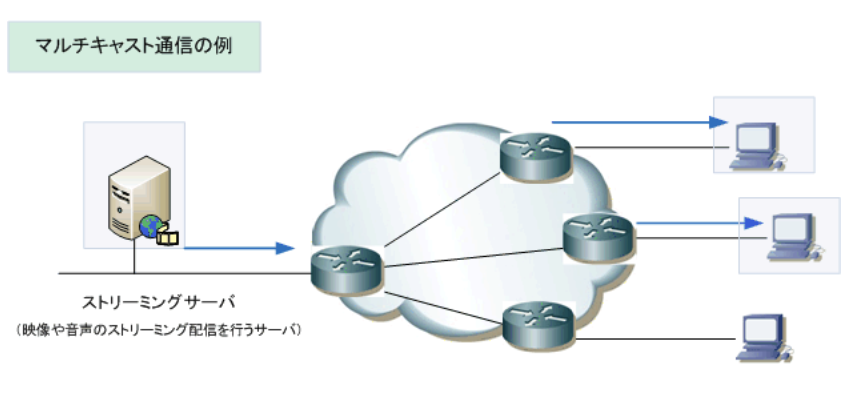 マルチキャスト通信の例
ストリーミングサーバ
（映像や音声のストリーミング配信を行うサーバ）